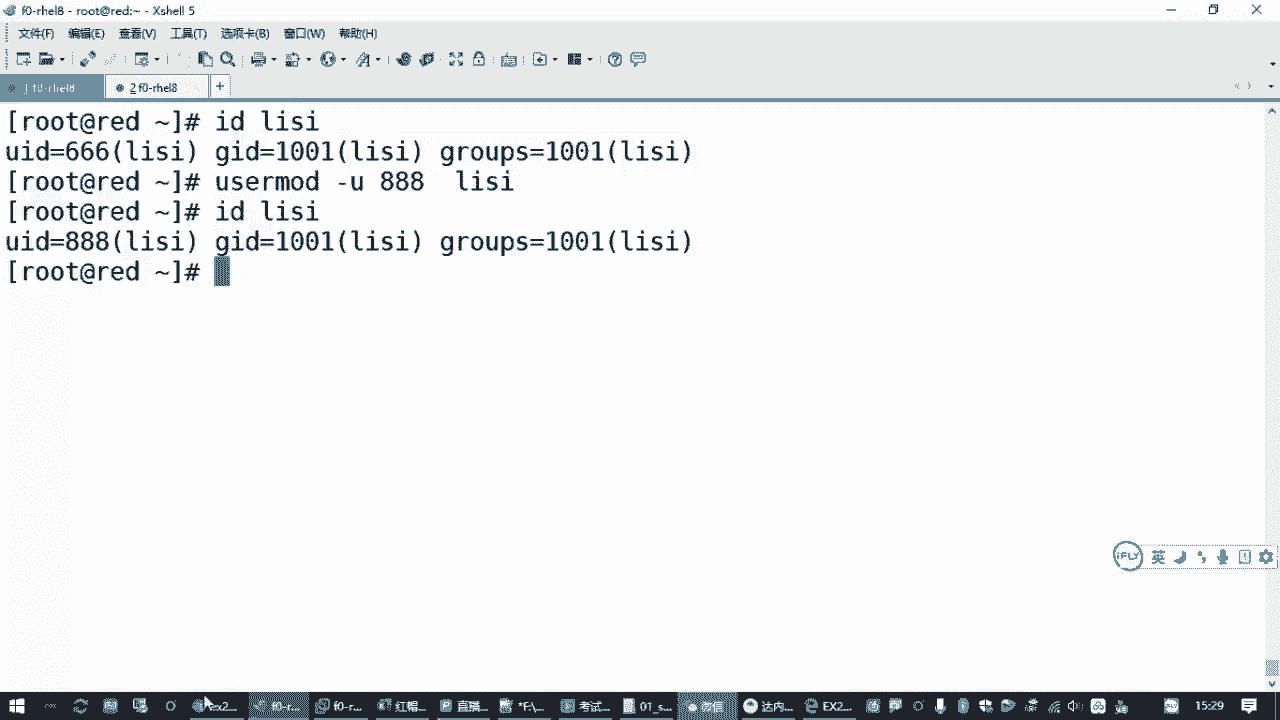 f0-rhel8 - root@red:~ - Xshell 5
文件(F) 编辑(E) 查看(V) 工具(T) 选项卡(B) 窗口(W) 帮助(H)
1 f0-rhel8 2 f0-rhel8 +
[root@red ~]# id lisi
uid=666(lisi) gid=1001(lisi) groups=1001(lisi)
[root@red ~]# usermod -u 888  lisi
[root@red ~]# id lisi
uid=888(lisi) gid=1001(lisi) groups=1001(lisi)
[root@red ~]#
iFLY 英
ex2... f0-r... f0-r... 红帽... 直播... *F:\... 考试... 01_s... 微信 达内... EX2... 英 15:29